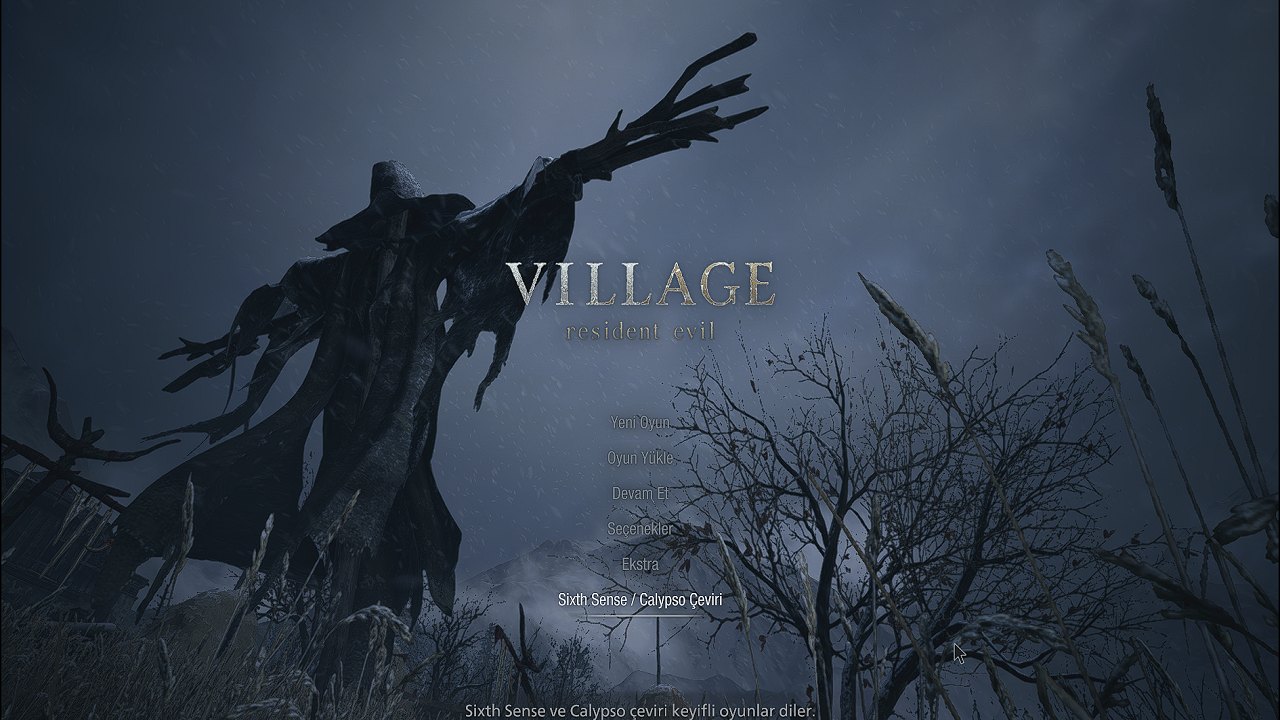 VILLAGE
resident evil
Yeni Oyun
Oyun Yükle
Devam Et
Seçenekler
Ekstra
Sixth Sense / Calypso Çeviri
Sixth Sense ve Calypso çeviri keyifli oyunlar diler.